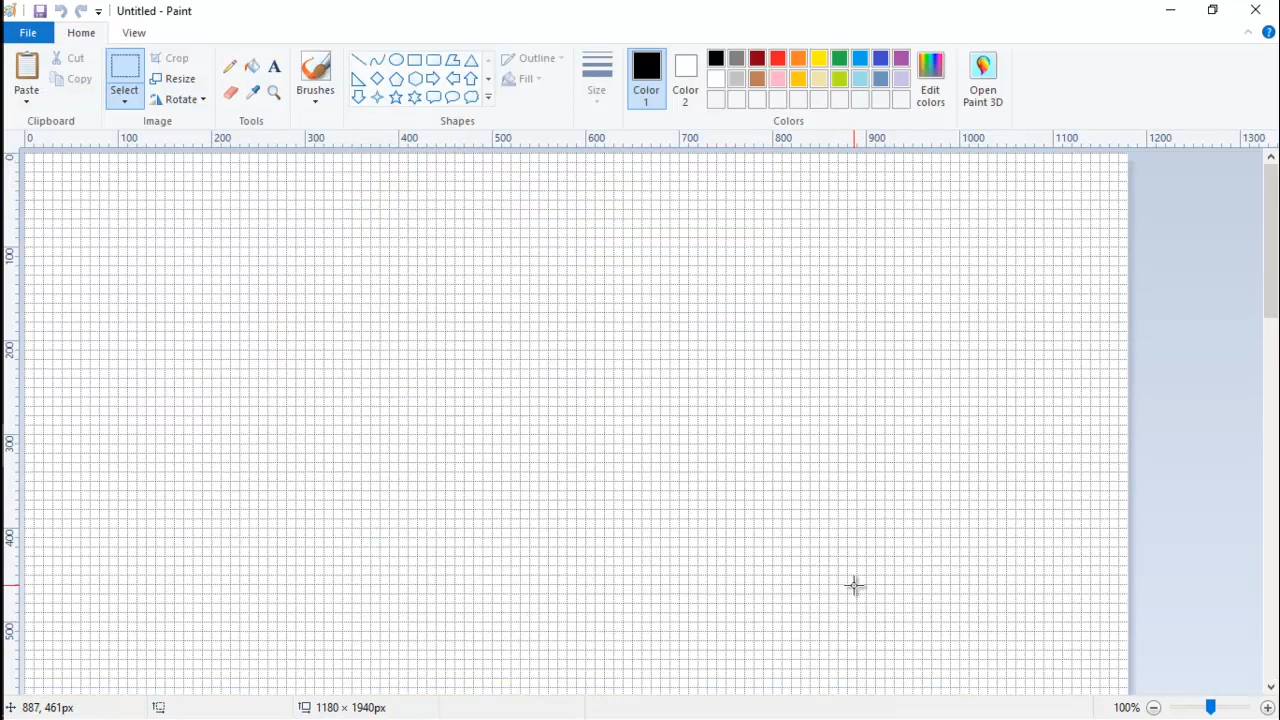 Untitled - Paint
File Home View
Paste
Cut
Copy
Clipboard
Select
Crop
Resize
Rotate
Image
A
Tools
Brushes
Shapes
Outline
Fill
Size
Color 1
Color 2
Edit colors
Colors
Open Paint 3D
0 100 200 300 400 500 600 700 800 900 1000 1100 1200 1300
0
100
200
300
400
500
887, 461px
1180 × 1940px
100%